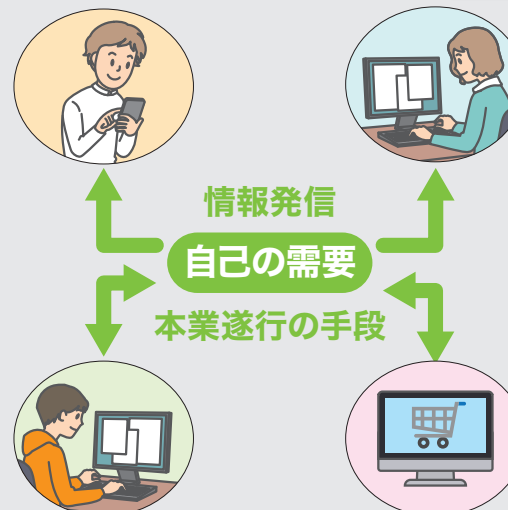 情報発信
自己の需要
本業遂行の手段